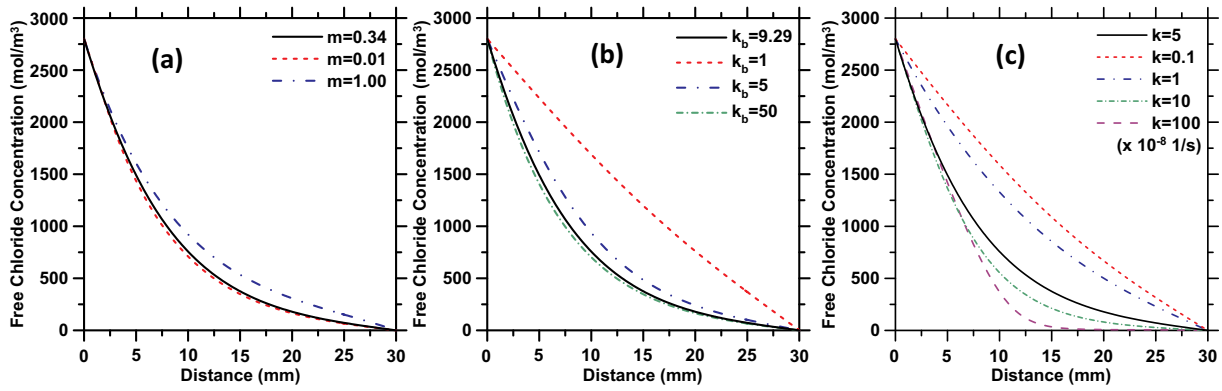 (a)
m=0.34
m=0.01
m=1.00
Free Chloride Concentration (mol/m³)
3000
2500
2000
1500
1000
500
0
0 5 10 15 20 25 30
Distance (mm)
(b)
k_b=9.29
k_b=1
k_b=5
k_b=50
Free Chloride Concentration (mol/m³)
3000
2500
2000
1500
1000
500
0
0 5 10 15 20 25 30
Distance (mm)
(c)
k=5
k=0.1
k=1
k=10
k=100
(x 10⁻⁸ 1/s)
Free Chloride Concentration (mol/m³)
3000
2500
2000
1500
1000
500
0
0 5 10 15 20 25 30
Distance (mm)